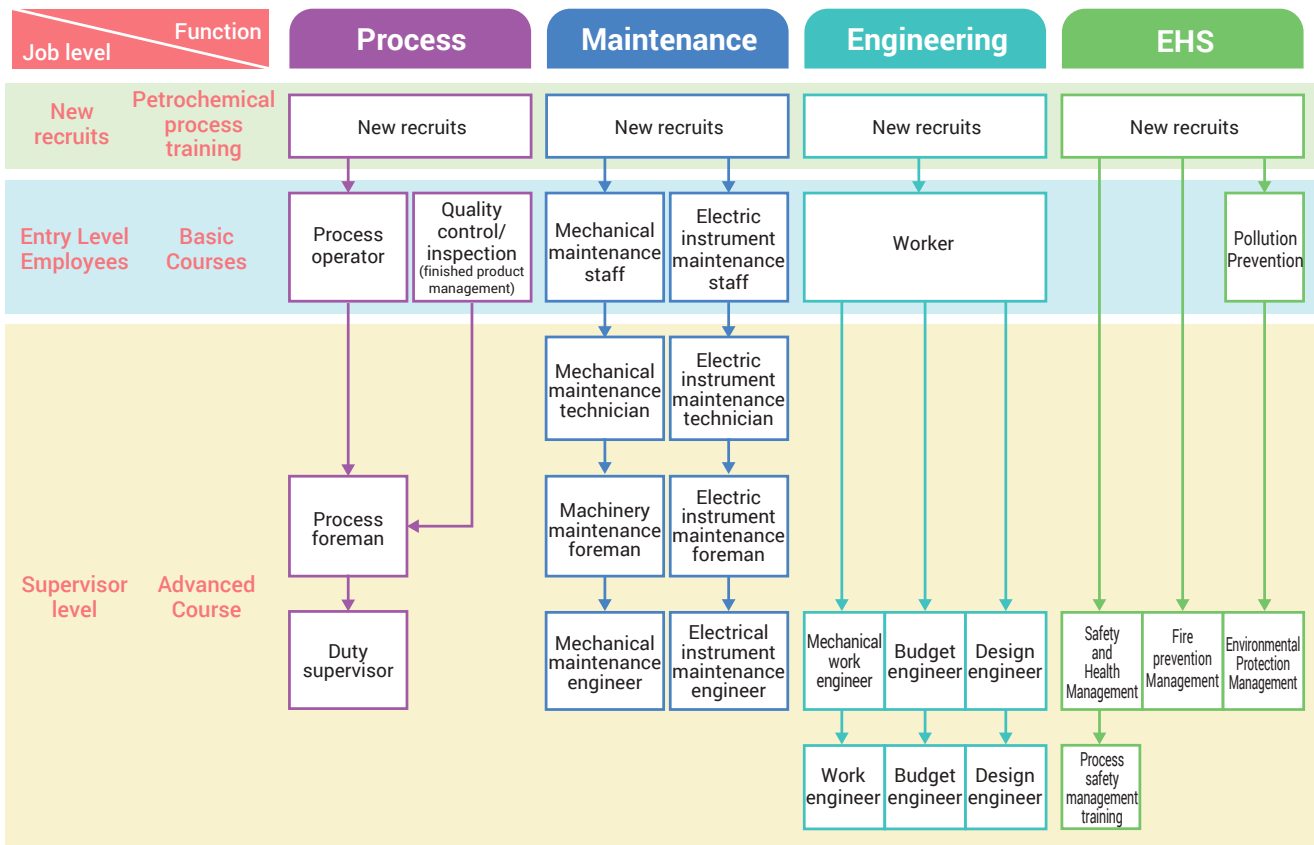 Function
Job level
Process
Maintenance
Engineering
EHS
New
recruits
Petrochemical
process
training
New recruits
New recruits
New recruits
New recruits
Entry Level
Employees
Basic
Courses
Process
operator
Quality
control/
inspection
(finished product
management)
Mechanical
maintenance
staff
Electric
instrument
maintenance
staff
Worker
Pollution
Prevention
Mechanical
maintenance
technician
Electric
instrument
maintenance
technician
Supervisor
level
Advanced
Course
Process
foreman
Machinery
maintenance
foreman
Electric
instrument
maintenance
foreman
Duty
supervisor
Mechanical
maintenance
engineer
Electrical
instrument
maintenance
engineer
Mechanical
work
engineer
Budget
engineer
Design
engineer
Safety
and
Health
Management
Fire
prevention
Management
Environmental
Protection
Management
Work
engineer
Budget
engineer
Design
engineer
Process
safety
management
training